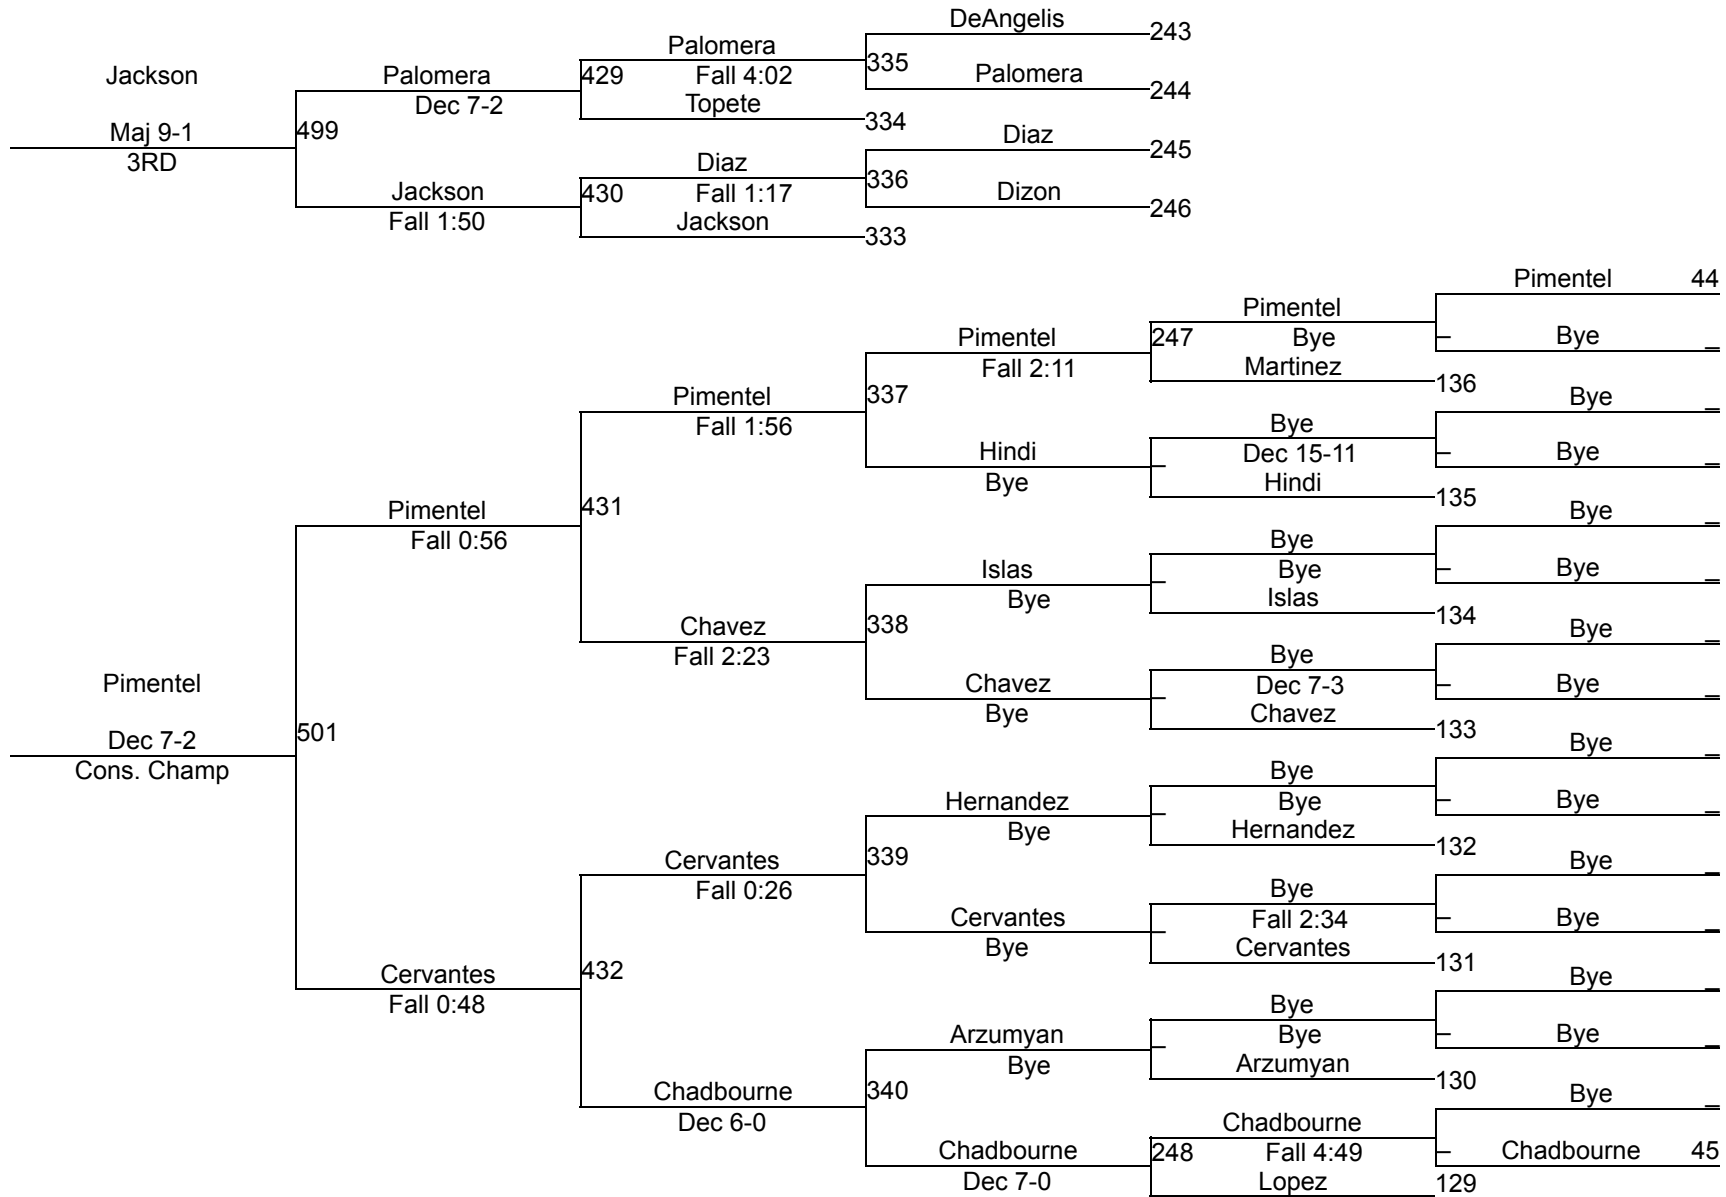 DeAngelis 243
Palomera 335
Jackson Palomera 429 Fall 4:02 Palomera 244
Dec 7-2 Topete 334
Maj 9-1 499 Diaz 245
3RD Diaz 336
Jackson 430 Fall 1:17 Dizon 246
Fall 1:50 Jackson 333
Pimentel 44
Pimentel
Pimentel 247 Bye _ Bye _
Fall 2:11 Martinez 136
Pimentel 337 Bye _
Fall 1:56 Bye
Hindi _ Dec 15-11 _ Bye _
Bye Hindi 135
Pimentel 431 Bye _
Fall 0:56 Bye
Islas _ Bye _ Bye _
Bye Islas 134
Chavez 338 Bye _
Fall 2:23 Bye
Pimentel Chavez _ Dec 7-3 _ Bye _
Bye Chavez 133
Dec 7-2 501 Bye _
Cons. Champ Bye
Hernandez _ Bye _ Bye _
Bye Hernandez 132
Cervantes 339 Bye _
Fall 0:26 Bye
Cervantes _ Fall 2:34 _ Bye _
Bye Cervantes 131
Cervantes 432 Bye _
Fall 0:48 Bye
Arzumyan _ Bye _ Bye _
Bye Arzumyan 130
Chadbourne 340 Bye _
Dec 6-0 Chadbourne
Chadbourne 248 Fall 4:49 _ Chadbourne 45
Dec 7-0 Lopez 129